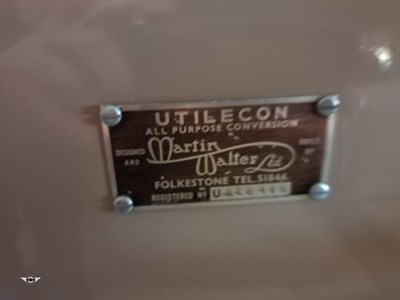 UTILECON
ALL PURPOSE CONVERSION
DESIGNED AND
Martin Walter Ltd
BUILT BY
FOLKESTONE TEL. 51844
REGISTERED Nº